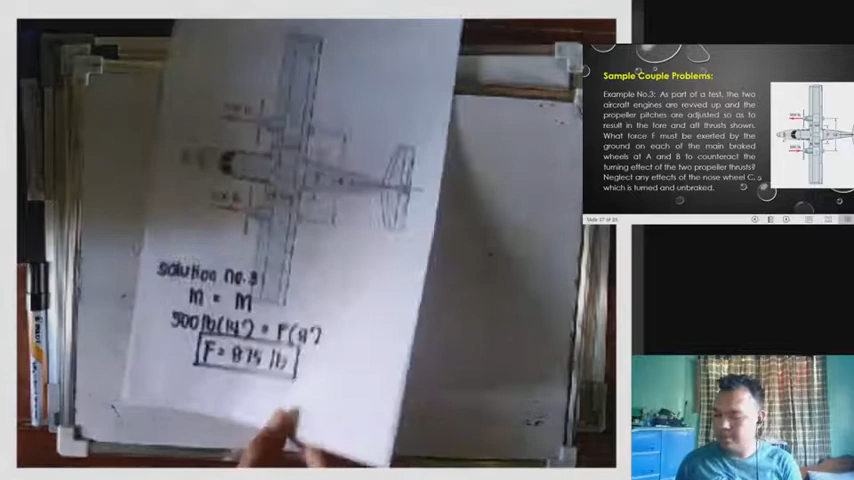 solution no.3
M = M
500lb(14') = F(8')
F = 875 lb
Sample Couple Problems:
Example No.3: As part of a test, the two
aircraft engines are revved up and the
propeller pitches are adjusted so as to
result in the fore and aft thrusts shown.
What force F must be exerted by the
ground on each of the main braked
wheels at A and B to counteract the
turning effect of the two propeller thrusts?
Neglect any effects of the nose wheel C,
which is turned and unbraked.